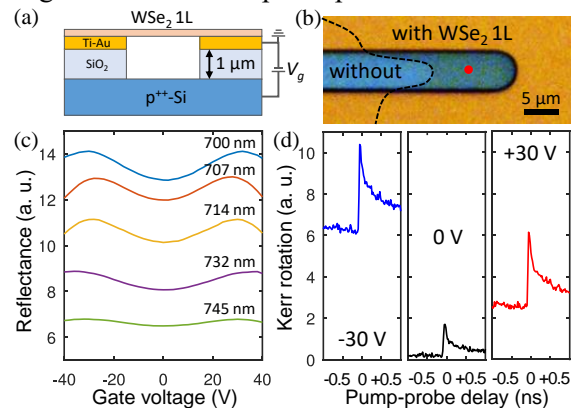 (a)
WSe₂ 1L
Ti-Au
SiO₂
1 μm
p⁺⁺-Si
V_g
(b)
with WSe₂ 1L
without
5 μm
(c)
Reflectance (a. u.)
14
12
10
8
6
700 nm
707 nm
714 nm
732 nm
745 nm
-40 -20 0 20 40
Gate voltage (V)
(d)
Kerr rotation (a. u.)
10
8
6
4
2
0
-30 V
0 V
+30 V
-0.5 0 +0.5 -0.5 0 +0.5 -0.5 0 +0.5
Pump-probe delay (ns)